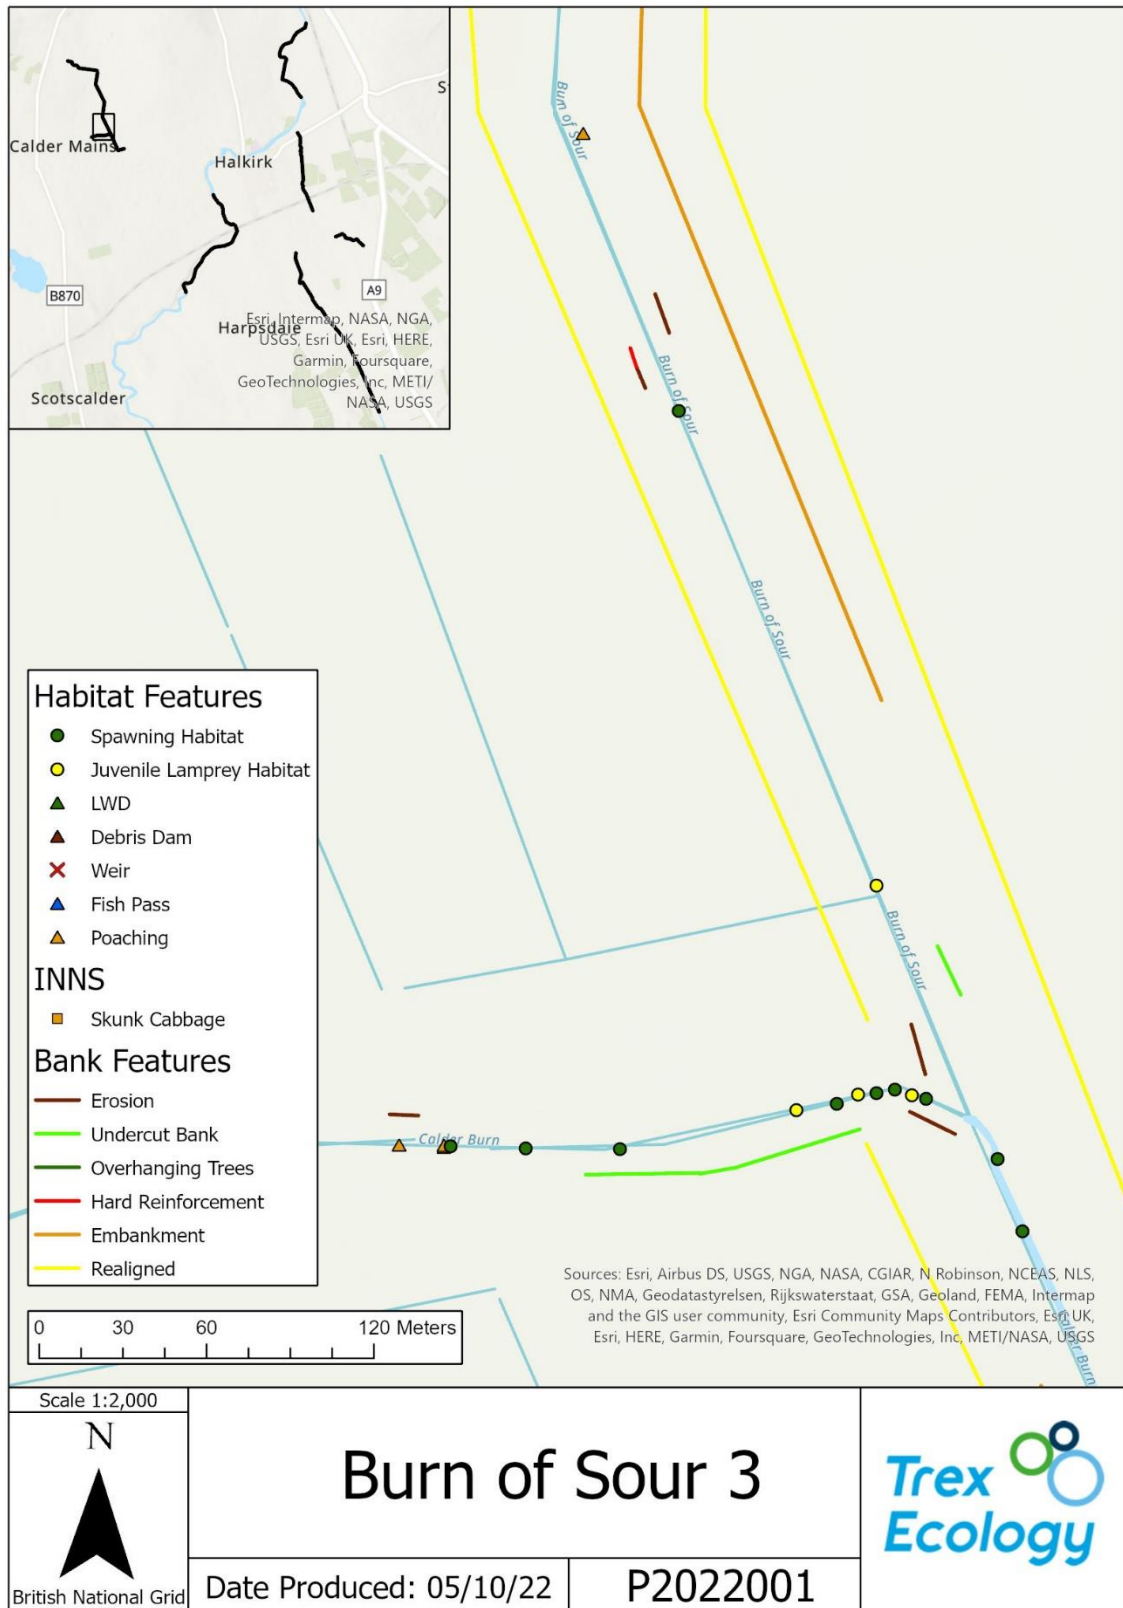 Calder Mains
Halkirk
S
B870
A9
Harpsdale
Scotscalder
Esri, Intermap, NASA, NGA,
USGS, Esri UK, Esri, HERE,
Garmin, Foursquare,
GeoTechnologies, Inc, METI/
NASA, USGS
Burn of Sour
Burn of Sour
Burn of Sour
Burn of Sour
Calder Burn
Calder Burn
Habitat Features
Spawning Habitat
Juvenile Lamprey Habitat
LWD
Debris Dam
Weir
Fish Pass
Poaching
INNS
Skunk Cabbage
Bank Features
Erosion
Undercut Bank
Overhanging Trees
Hard Reinforcement
Embankment
Realigned
Sources: Esri, Airbus DS, USGS, NGA, NASA, CGIAR, N Robinson, NCEAS, NLS,
OS, NMA, Geodatastyrelsen, Rijkswaterstaat, GSA, Geoland, FEMA, Intermap
and the GIS user community, Esri Community Maps Contributors, Esri UK,
Esri, HERE, Garmin, Foursquare, GeoTechnologies, Inc, METI/NASA, USGS
0 30 60 120 Meters
Scale 1:2,000
N
British National Grid
Burn of Sour 3
Date Produced: 05/10/22
P2022001
Trex
Ecology